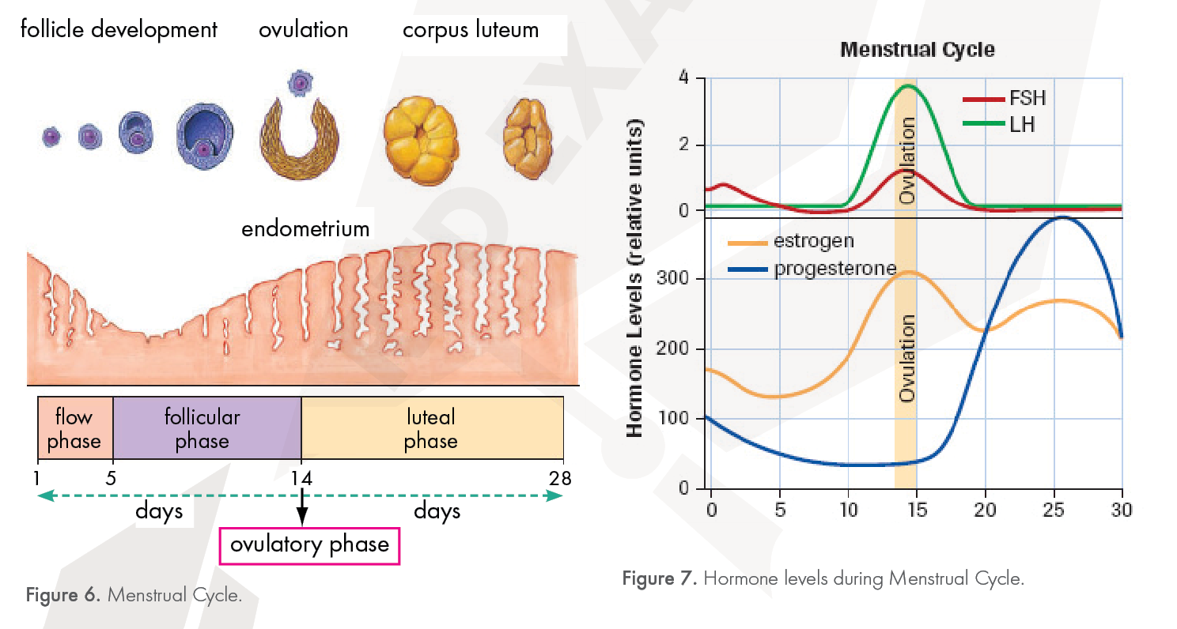 follicle development
ovulation
corpus luteum
endometrium
flow
phase
follicular
phase
luteal
phase
1
5
14
28
days
days
ovulatory phase
Figure 6. Menstrual Cycle.
Menstrual Cycle
Hormone Levels (relative units)
4
2
0
FSH
LH
Ovulation
estrogen
progesterone
300
200
100
0
Ovulation
0
5
10
15
20
25
30
Figure 7. Hormone levels during Menstrual Cycle.